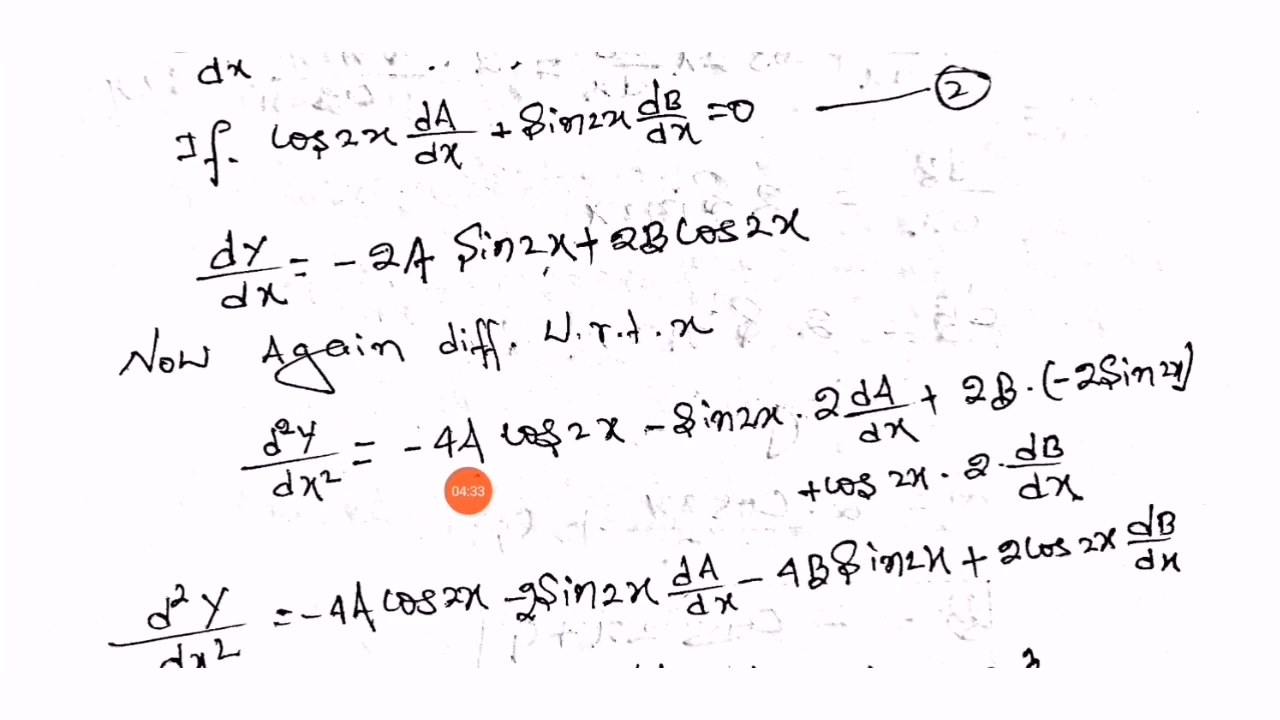 dx
If. cos2x dA/dx + Sin2x dB/dx = 0 ——— ②
dy/dx = - 2A Sin2x + 2B Cos2x
Now Again diff. w.r.t. x
d²y/dx² = - 4A cos2x - Sin2x . 2 dA/dx + 2B . (-2Sin2x)
+ cos 2x . 2 . dB/dx
04:33
d²y/dx² = - 4A cos2x - 2Sin2x dA/dx - 4B Sin2x + 2cos2x dB/dx